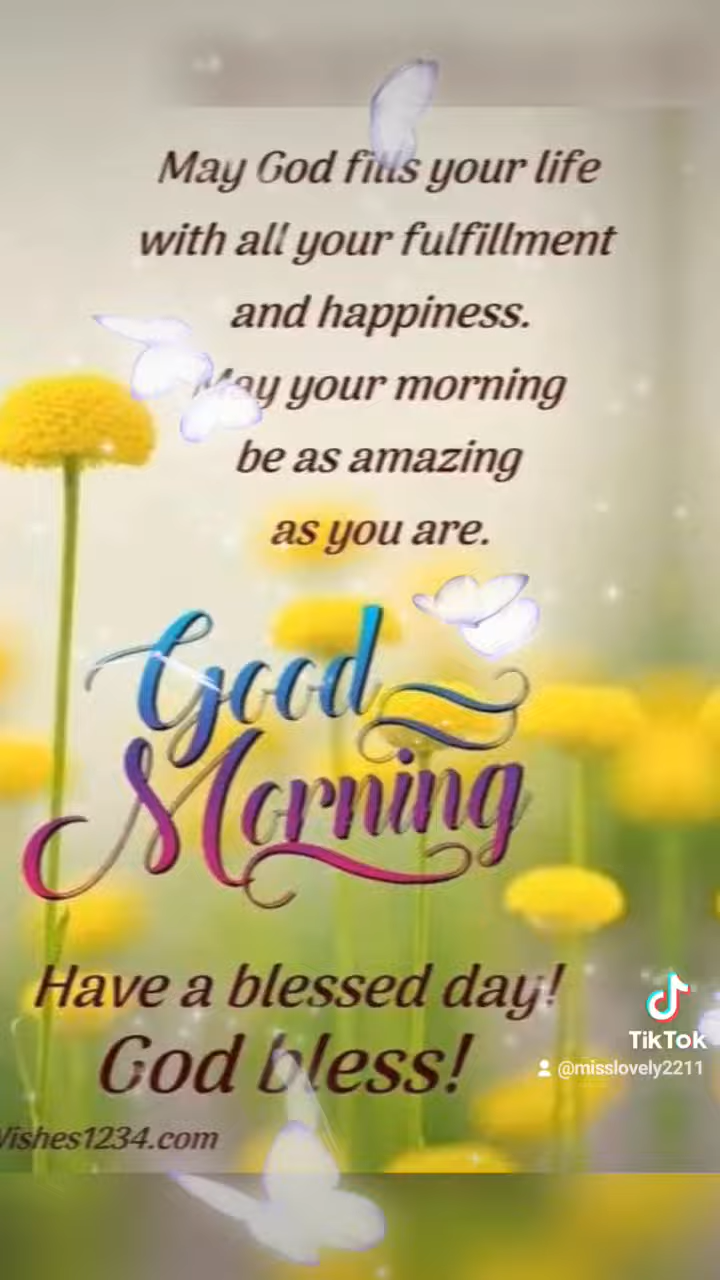 May God fills your life
with all your fulfillment
and happiness.
May your morning
be as amazing
as you are.
Good
Morning
Have a blessed day!
God bless!
Wishes1234.com
TikTok
@misslovely2211